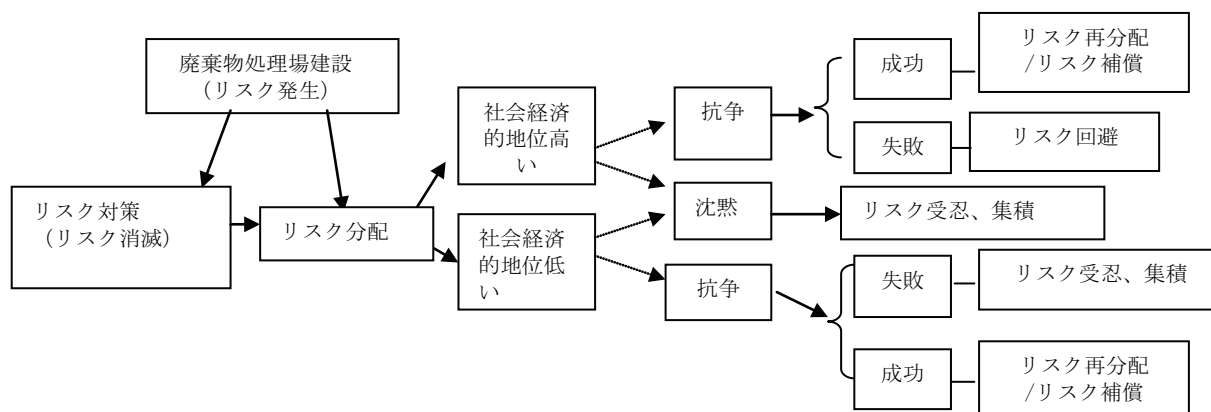 廃棄物処理場建設
（リスク発生）
リスク対策
（リスク消滅）
リスク分配
社会経済
的地位高
い
社会経済
的地位低
い
抗争
沈黙
抗争
成功
リスク再分配
/リスク補償
失敗
リスク回避
リスク受忍、集積
失敗
リスク受忍、集積
成功
リスク再分配
/リスク補償